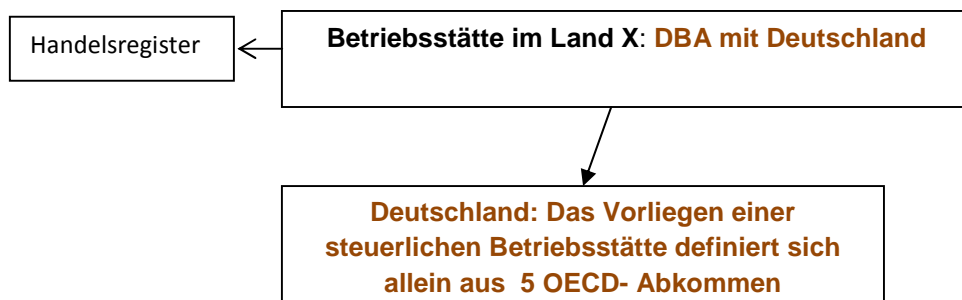 Handelsregister
Betriebsstätte im Land X: DBA mit Deutschland
Deutschland: Das Vorliegen einer
steuerlichen Betriebsstätte definiert sich
allein aus 5 OECD- Abkommen